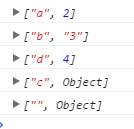 ["a", 2]
["b", "3"]
["d", 4]
["c", Object]
["", Object]